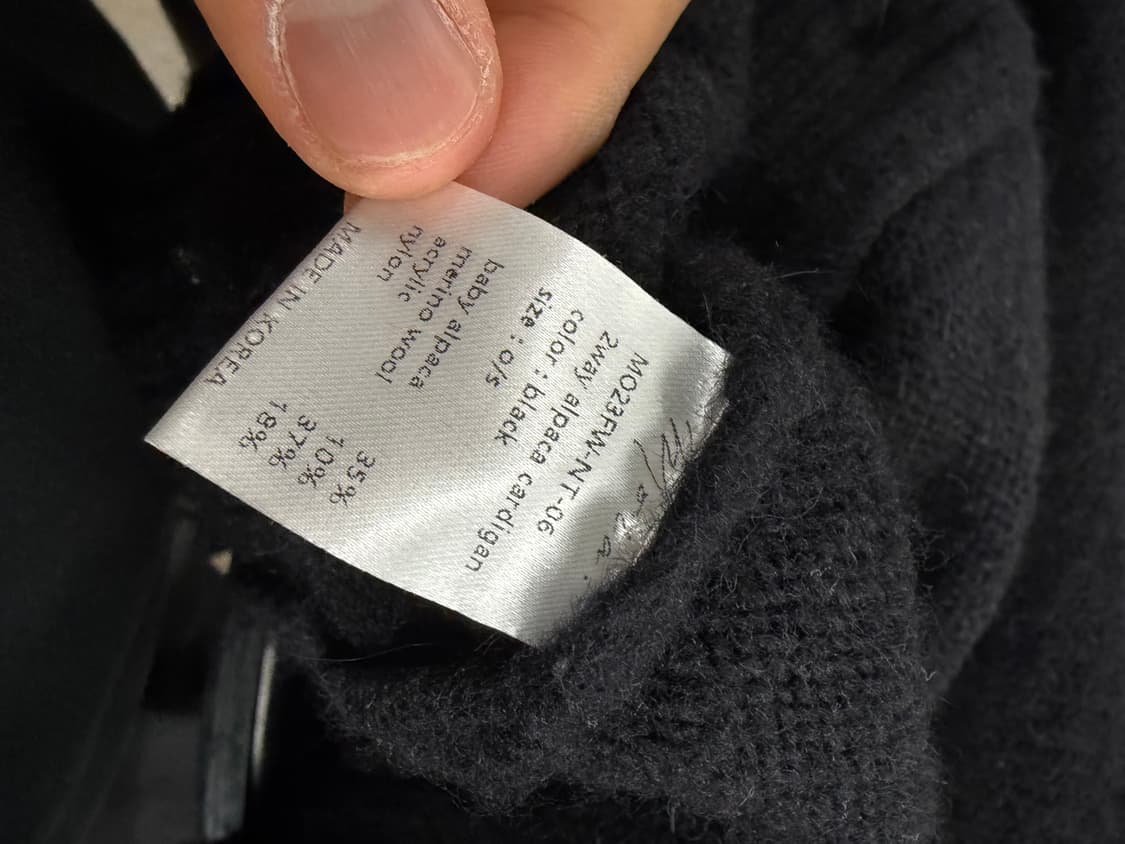 MO23FW-NT-06
2way alpaca cardigan
color : black
size : o/s
baby alpaca 35%
merino wool 10%
acrylic 37%
nylon 18%
MADE IN KOREA